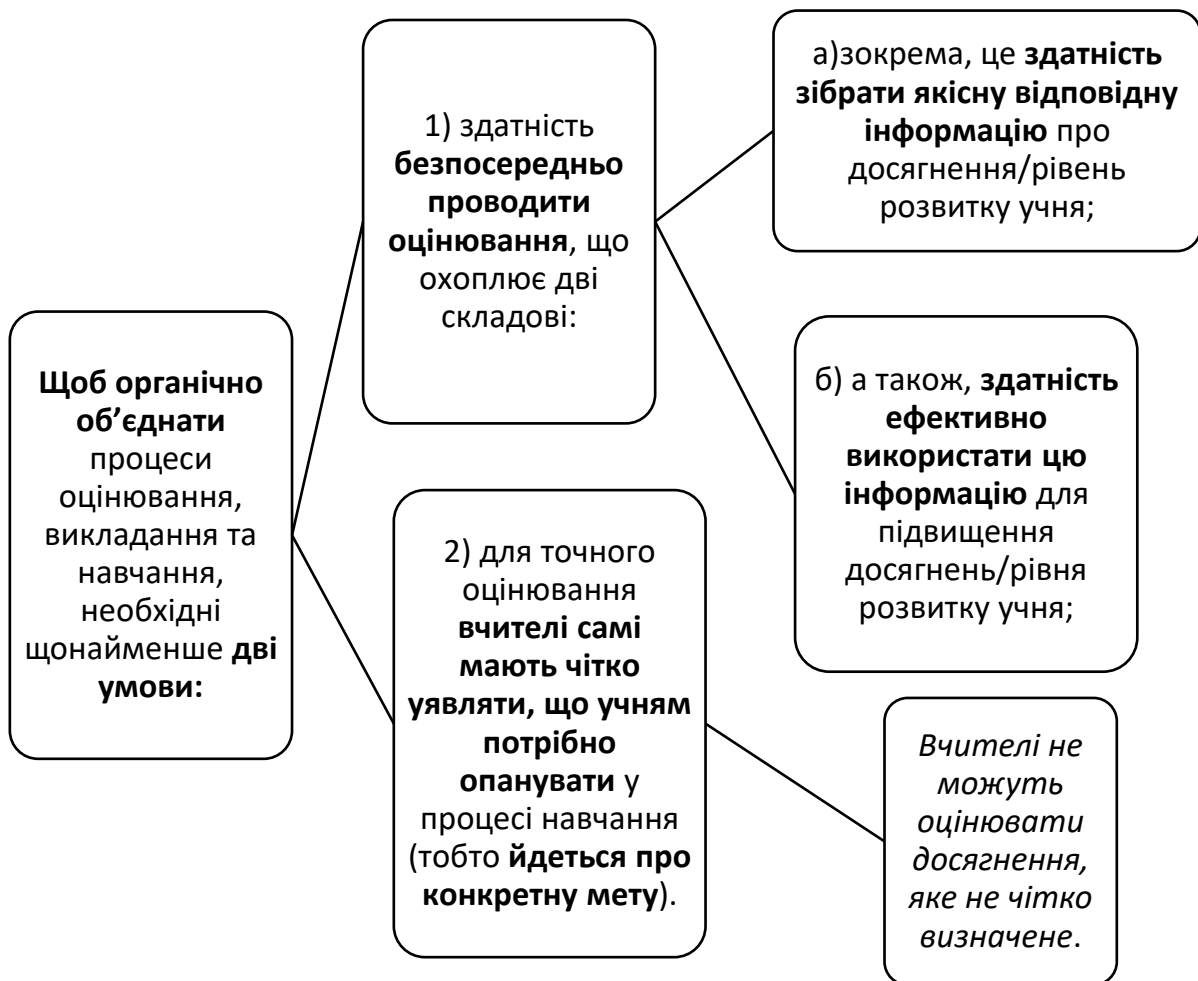 Щоб органічно
об’єднати
процеси
оцінювання,
викладання та
навчання,
необхідні
щонайменше дві
умови:
1) здатність
безпосередньо
проводити
оцінювання, що
охоплює дві
складові:
а)зокрема, це здатність
зібрати якісну відповідну
інформацію про
досягнення/рівень
розвитку учня;
б) а також, здатність
ефективно
використати цю
інформацію для
підвищення
досягнень/рівня
розвитку учня;
2) для точного
оцінювання
вчителі самі
мають чітко
уявляти, що учням
потрібно
опанувати у
процесі навчання
(тобто йдеться про
конкретну мету).
Вчителі не
можуть
оцінювати
досягнення,
яке не чітко
визначене.